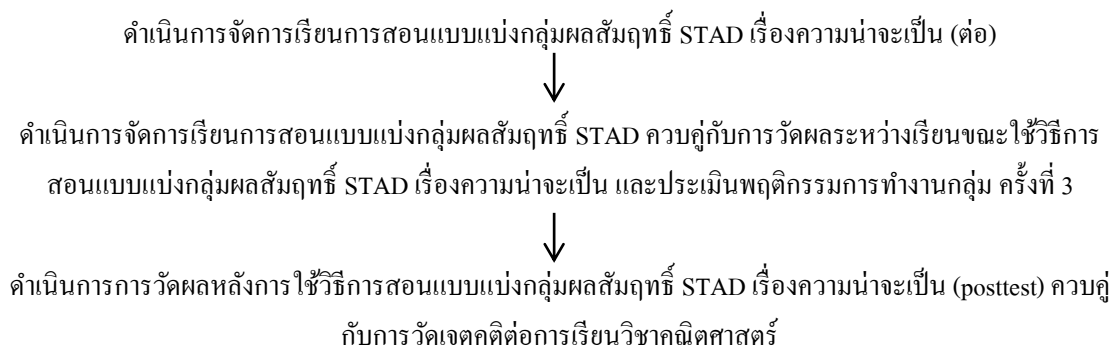 ดำเนินการจัดการเรียนการสอนแบบแบ่งกลุ่มผลสัมฤทธิ์ STAD เรื่องความน่าจะเป็น (ต่อ)
ดำเนินการจัดการเรียนการสอนแบบแบ่งกลุ่มผลสัมฤทธิ์ STAD ควบคู่กับการวัดผลระหว่างเรียนขณะใช้วิธีการ
สอนแบบแบ่งกลุ่มผลสัมฤทธิ์ STAD เรื่องความน่าจะเป็น และประเมินพฤติกรรมการทำงานกลุ่ม ครั้งที่ 3
ดำเนินการการวัดผลหลังการใช้วิธีการสอนแบบแบ่งกลุ่มผลสัมฤทธิ์ STAD เรื่องความน่าจะเป็น (posttest) ควบคู่
กับการวัดเจตคติต่อการเรียนวิชาคณิตศาสตร์